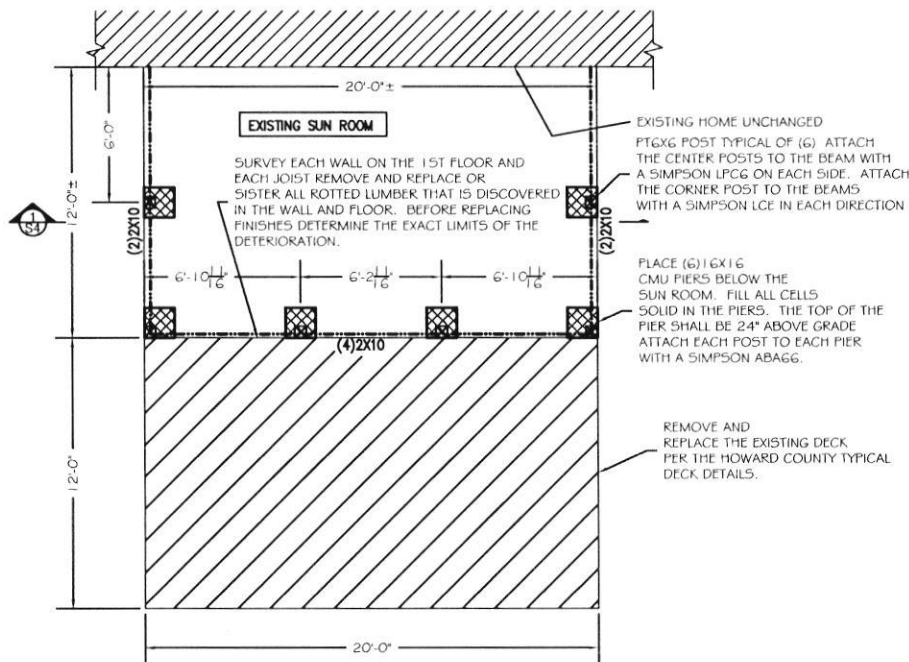 20'-0"±
6'-0"
12'-0"±
EXISTING SUN ROOM
SURVEY EACH WALL ON THE 1ST FLOOR AND
EACH JOIST REMOVE AND REPLACE OR
SISTER ALL ROTTED LUMBER THAT IS DISCOVERED
IN THE WALL AND FLOOR. BEFORE REPLACING
FINISHES DETERMINE THE EXACT LIMITS OF THE
DETERIORATION.
1
S4
(2)2X10
(2)2X10
6'-10 11/16"
6'-2 11/16"
6'-10 11/16"
(4)2X10
12'-0"
20'-0"
EXISTING HOME UNCHANGED
PT6X6 POST TYPICAL OF (6) ATTACH
THE CENTER POSTS TO THE BEAM WITH
A SIMPSON LPC6 ON EACH SIDE. ATTACH
THE CORNER POST TO THE BEAMS
WITH A SIMPSON LCE IN EACH DIRECTION
PLACE (6)16X16
CMU PIERS BELOW THE
SUN ROOM. FILL ALL CELLS
SOLID IN THE PIERS. THE TOP OF THE
PIER SHALL BE 24" ABOVE GRADE
ATTACH EACH POST TO EACH PIER
WITH A SIMPSON ABA66.
REMOVE AND
REPLACE THE EXISTING DECK
PER THE HOWARD COUNTY TYPICAL
DECK DETAILS.